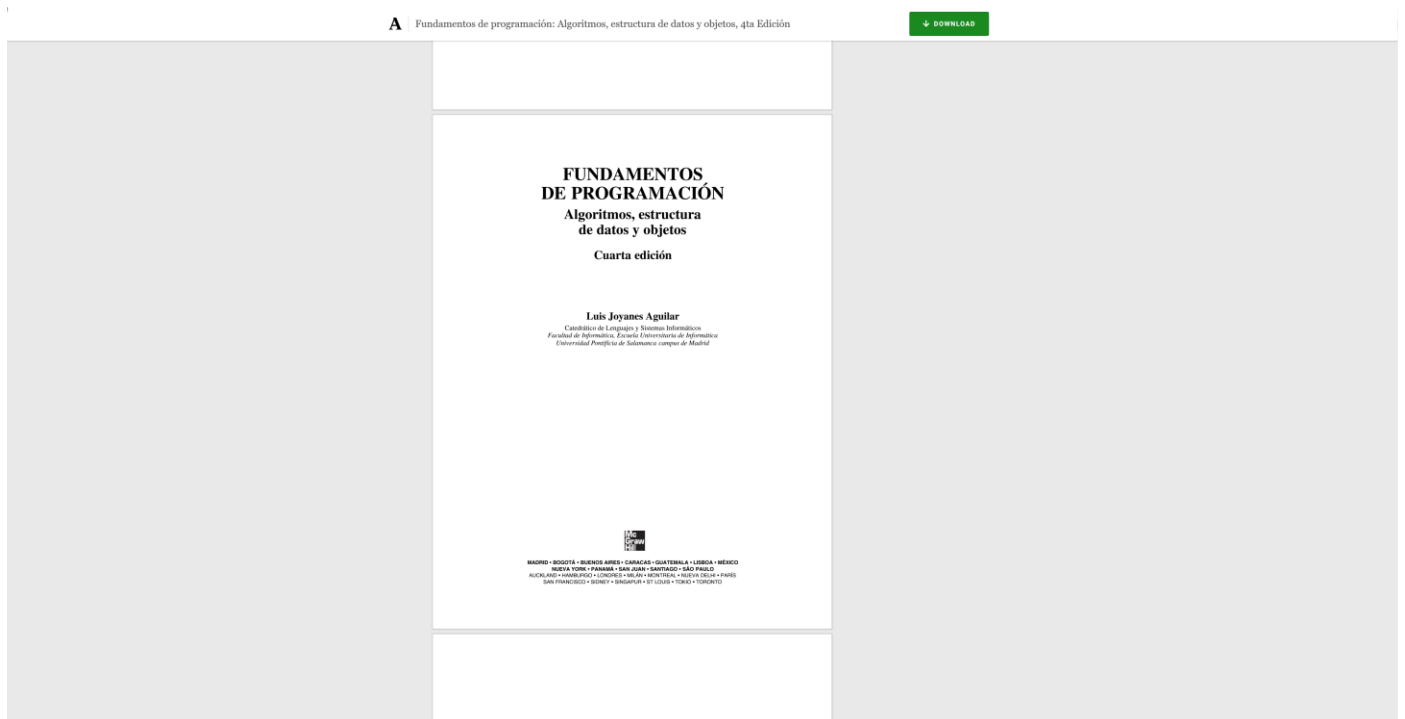 A Fundamentos de programación: Algoritmos, estructura de datos y objetos, 4ta Edición DOWNLOAD
FUNDAMENTOS
DE PROGRAMACIÓN
Algoritmos, estructura
de datos y objetos
Cuarta edición
Luis Joyanes Aguilar
Catedrático de Lenguajes y Sistemas Informáticos
Facultad de Informática, Escuela Universitaria de Informática
Universidad Pontificia de Salamanca campus de Madrid
Mc
Graw
Hill
MADRID • BOGOTÁ • BUENOS AIRES • CARACAS • GUATEMALA • LISBOA • MÉXICO
NUEVA YORK • PANAMÁ • SAN JUAN • SANTIAGO • SÃO PAULO
AUCKLAND • HAMBURGO • LONDRES • MILÁN • MONTREAL • NUEVA DELHI • PARÍS
SAN FRANCISCO • SIDNEY • SINGAPUR • ST LOUIS • TOKIO • TORONTO